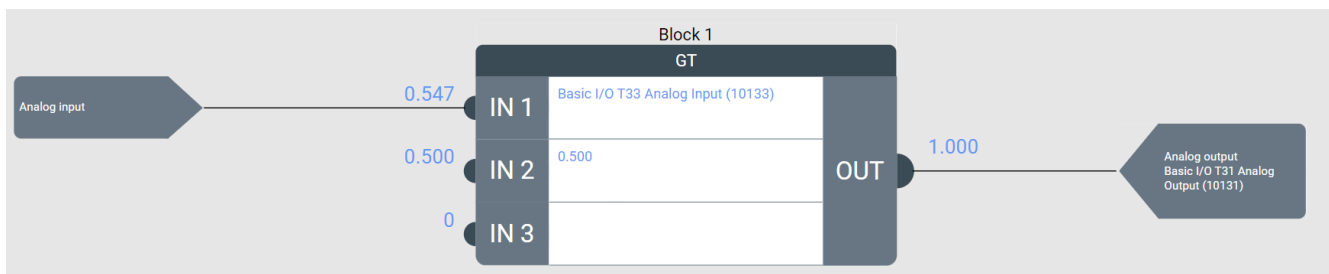 Block 1
GT
Analog input
0.547
IN 1
Basic I/O T33 Analog Input (10133)
0.500
IN 2
0.500
OUT
1.000
Analog output
Basic I/O T31 Analog
Output (10131)
0
IN 3